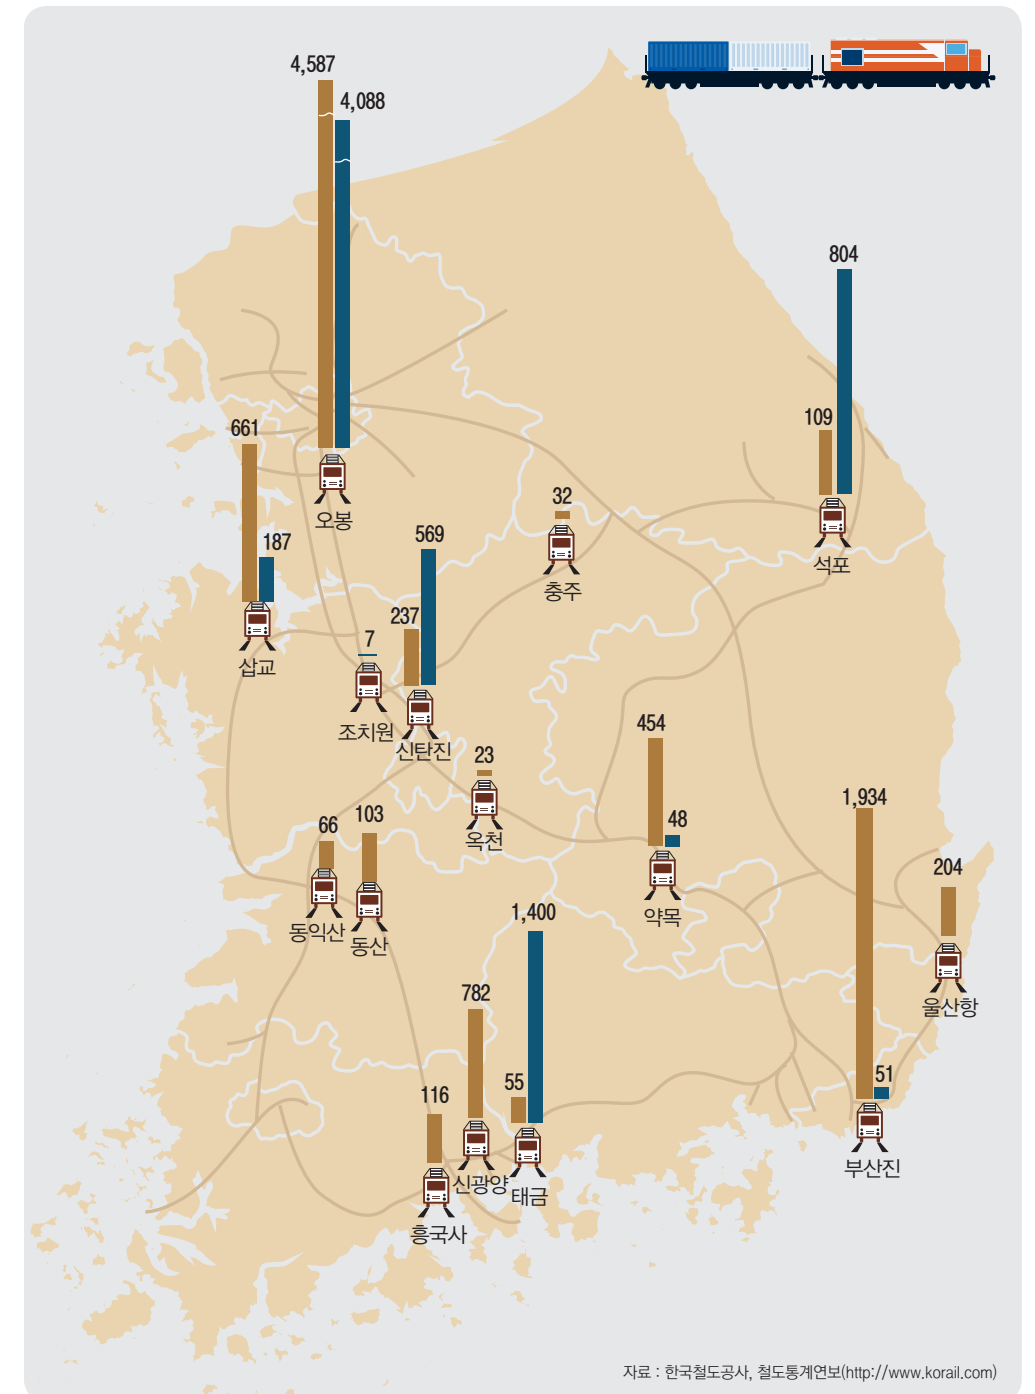 4,587
4,088
오봉
804
109
석포
661
187
삽교
32
충주
569
237
신탄진
7
조치원
23
옥천
454
48
약목
66
동익산
103
동산
1,934
51
부산진
204
울산항
1,400
55
태금
782
신광양
116
흥국사
자료 : 한국철도공사, 철도통계연보(http://www.korail.com)